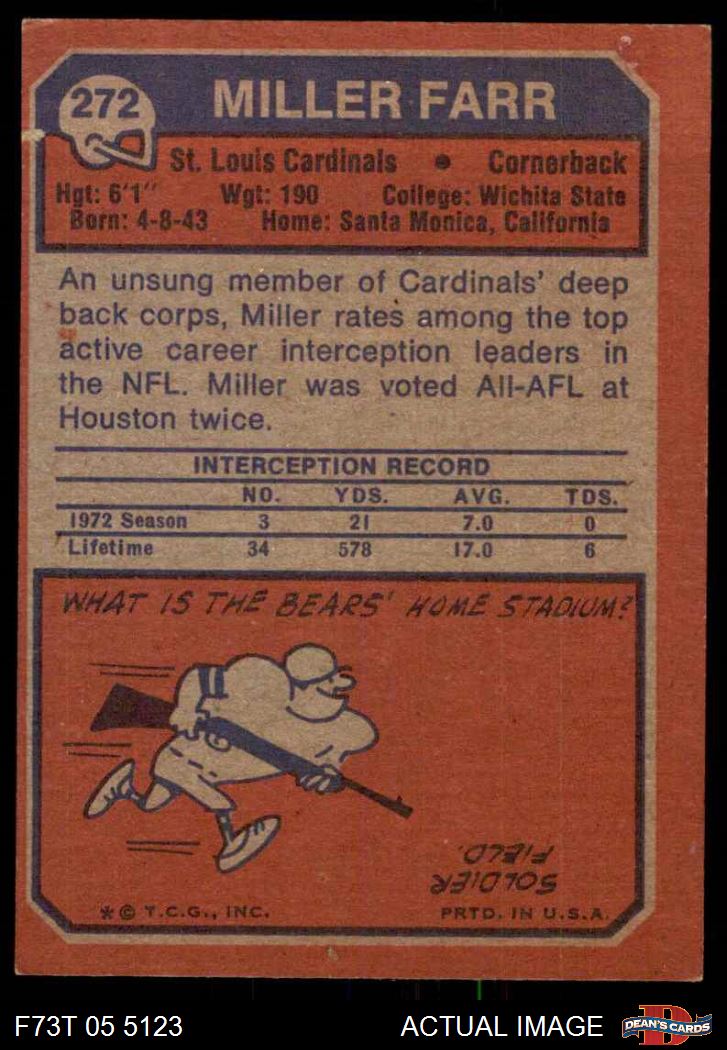 272
MILLER FARR
St. Louis Cardinals • Cornerback
Hgt: 6'1" Wgt: 190 College: Wichita State
Born: 4-8-43 Home: Santa Monica, California
An unsung member of Cardinals' deep
back corps, Miller rates among the top
active career interception leaders in
the NFL. Miller was voted All-AFL at
Houston twice.
INTERCEPTION RECORD
NO. YDS. AVG. TDS.
1972 Season 3 21 7.0 0
Lifetime 34 578 17.0 6
WHAT IS THE BEARS' HOME STADIUM?
SOLDIER
FIELD.
* © T.C.G., INC. PRTD. IN U.S.A.
F73T 05 5123 ACTUAL IMAGE D DEAN'S CARDS